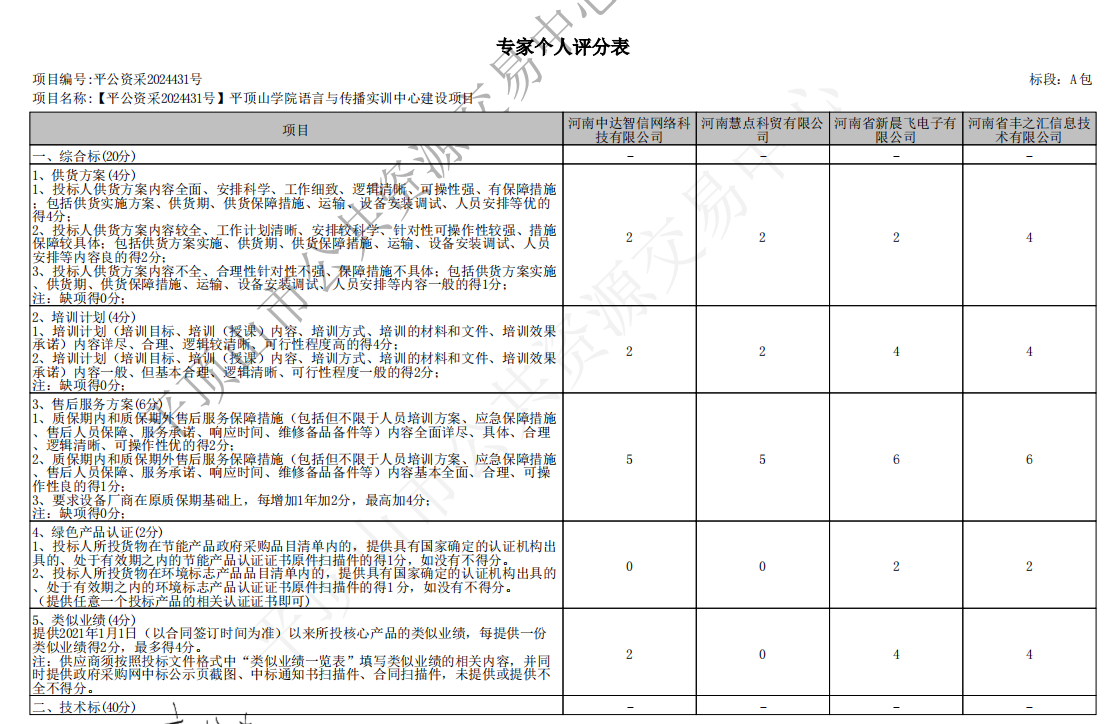 专家个人评分表
项目编号:平公资采2024431号
标段: A包
项目名称:【平公资采2024431号】平顶山学院语言与传播实训中心建设项目
项目
河南中达智信网络科
技有限公司
河南慧点科贸有限公
司
河南省新晨飞电子有
限公司
河南省丰之汇信息技
术有限公司
一、综合标(20分) - - - -
1、供货方案(4分)
1、投标人供货方案内容全面、安排科学、工作细致、逻辑清晰、可操性强、有保障措施
;包括供货实施方案、供货期、供货保障措施、运输、设备安装调试、人员安排等优的
得4分;
2、投标人供货方案内容较全、工作计划清晰、安排较科学、针对性可操作性较强、措施
保障较具体;包括供货方案实施、供货期、供货保障措施、运输、设备安装调试、人员
安排等内容良的得2分;
3、投标人供货方案内容不全、合理性针对性不强、保障措施不具体;包括供货方案实施
、供货期、供货保障措施、运输、设备安装调试、人员安排等内容一般的得1分;
注:缺项得0分;
2 2 2 4
2、培训计划(4分)
1、培训计划(培训目标、培训(授课)内容、培训方式、培训的材料和文件、培训效果
承诺)内容详尽、合理、逻辑较清晰、可行性程度高的得4分;
2、培训计划(培训目标、培训(授课)内容、培训方式、培训的材料和文件、培训效果
承诺)内容一般、但基本合理、逻辑清晰、可行性程度一般的得2分;
注:缺项得0分;
2 2 4 4
3、售后服务方案(6分)
1、质保期内和质保期外售后服务保障措施(包括但不限于人员培训方案、应急保障措施
、售后人员保障、服务承诺、响应时间、维修备品备件等)内容全面详尽、具体、合理
、逻辑清晰、可操作性优的得2分;
2、质保期内和质保期外售后服务保障措施(包括但不限于人员培训方案、应急保障措施
、售后人员保障、服务承诺、响应时间、维修备品备件等)内容基本全面、合理、可操
作性良的得1分;
3、要求设备厂商在原质保期基础上,每增加1年加2分,最高加4分;
注:缺项得0分;
5 5 6 6
4、绿色产品认证(2分)
1、投标人所投货物在节能产品政府采购品目清单内的,提供具有国家确定的认证机构出
具的、处于有效期之内的节能产品认证证书原件扫描件的得1分,如没有不得分。
2、投标人所投货物在环境标志产品品目清单内的,提供具有国家确定的认证机构出具的
、处于有效期之内的环境标志产品认证证书原件扫描件的得1分,如没有不得分。
(提供任意一个投标产品的相关认证证书即可)
0 0 2 2
5、类似业绩(4分)
提供2021年1月1日(以合同签订时间为准)以来所投核心产品的类似业绩,每提供一份
类似业绩得2分,最多得4分。
注:供应商须按照投标文件格式中“类似业绩一览表”填写类似业绩的相关内容,并同
时提供政府采购网中标公示页截图、中标通知书扫描件、合同扫描件,未提供或提供不
全不得分。
2 0 4 4
二、技术标(40分) - - - -
平顶山市公共资源交易中心
平顶山市公共资源交易中心